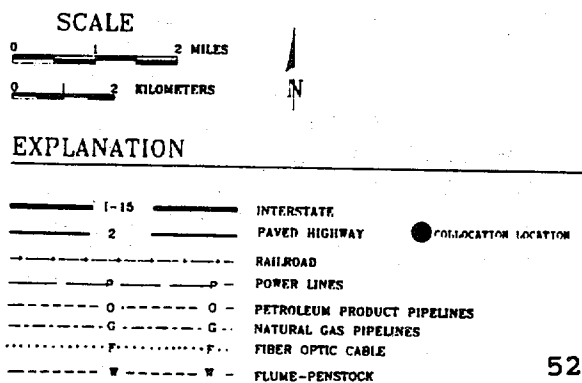 SCALE
0 1 2 MILES
0 2 KILOMETERS
N
EXPLANATION
I-15 INTERSTATE
2 PAVED HIGHWAY COLLOCATION LOCATION
RAILROAD
P P POWER LINES
O O PETROLEUM PRODUCT PIPELINES
G G NATURAL GAS PIPELINES
F F FIBER OPTIC CABLE
W W FLUME-PENSTOCK
52